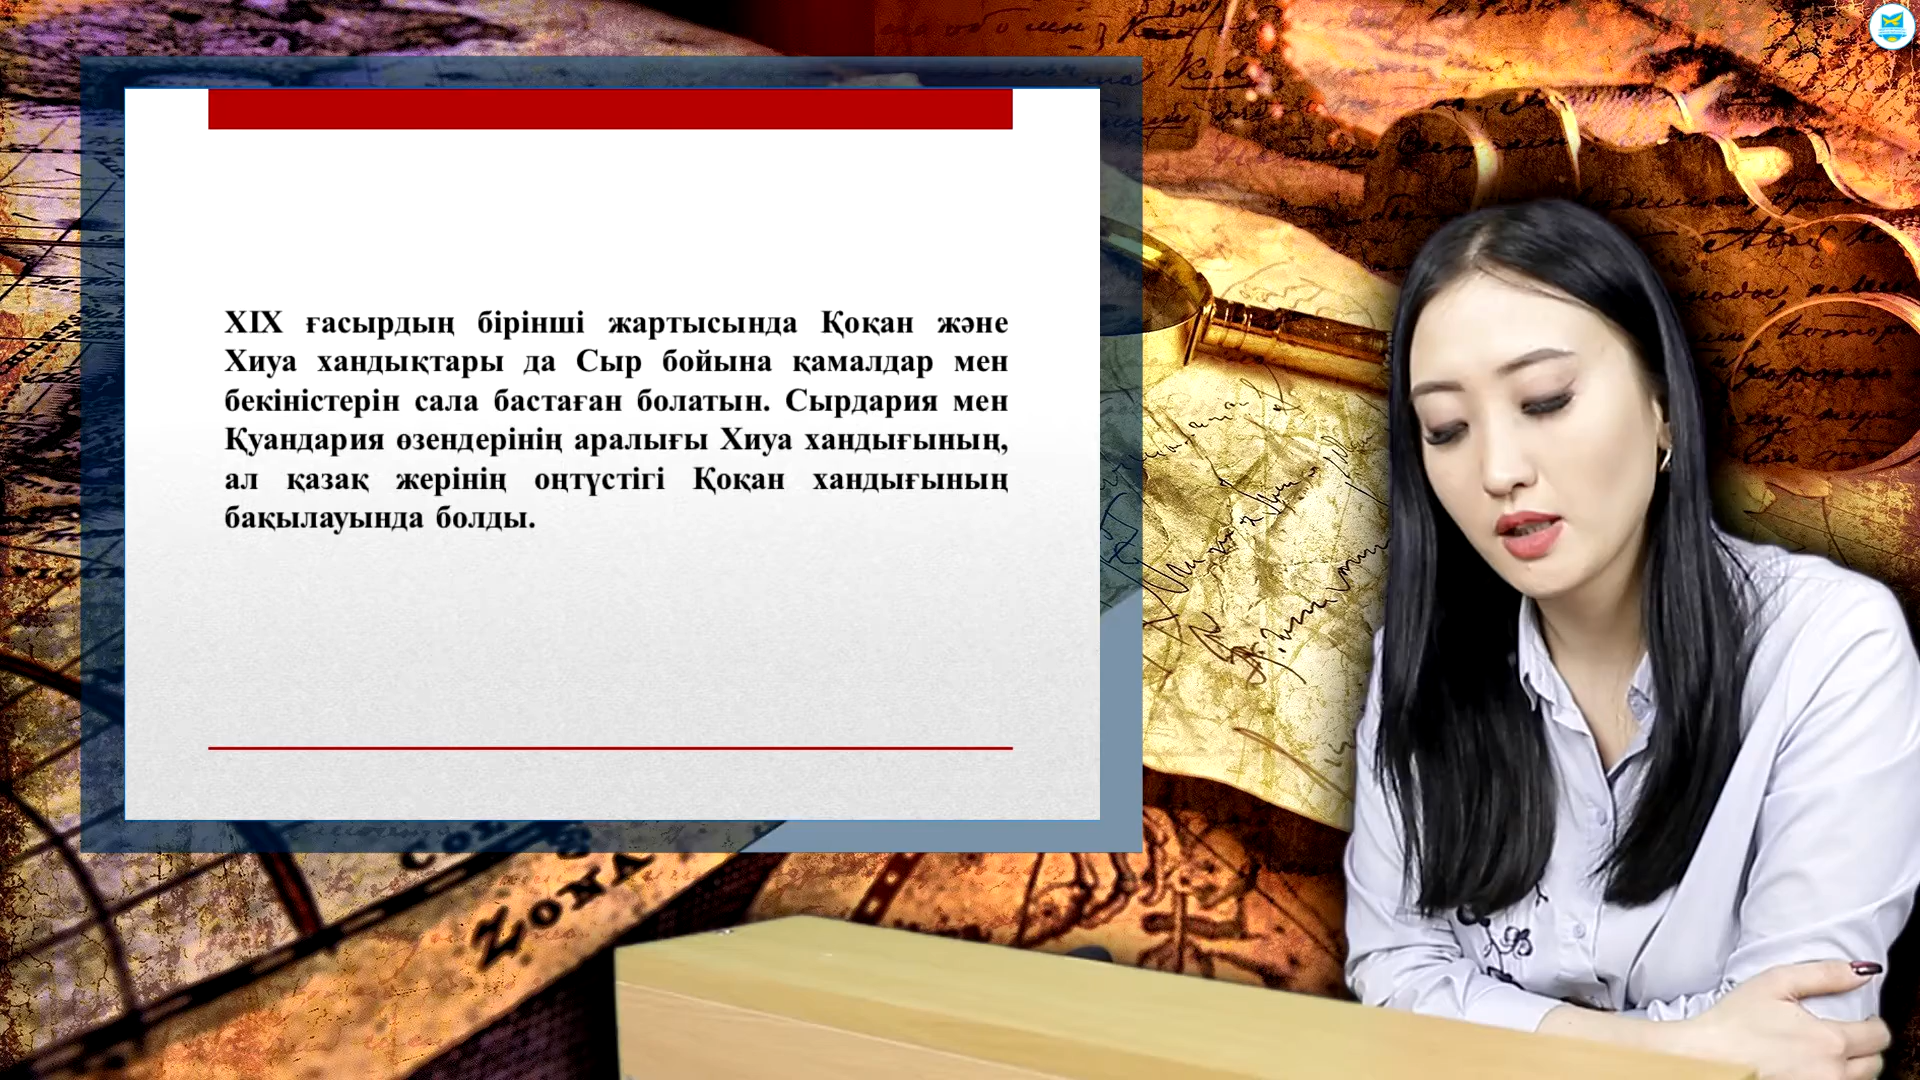 XIX ғасырдың бірінші жартысында Қоқан және
Хиуа хандықтары да Сыр бойына қамалдар мен
бекіністерін сала бастаған болатын. Сырдария мен
Қуандария өзендерінің аралығы Хиуа хандығының,
ал қазақ жерінің оңтүстігі Қоқан хандығының
бақылауында болды.
ZONA